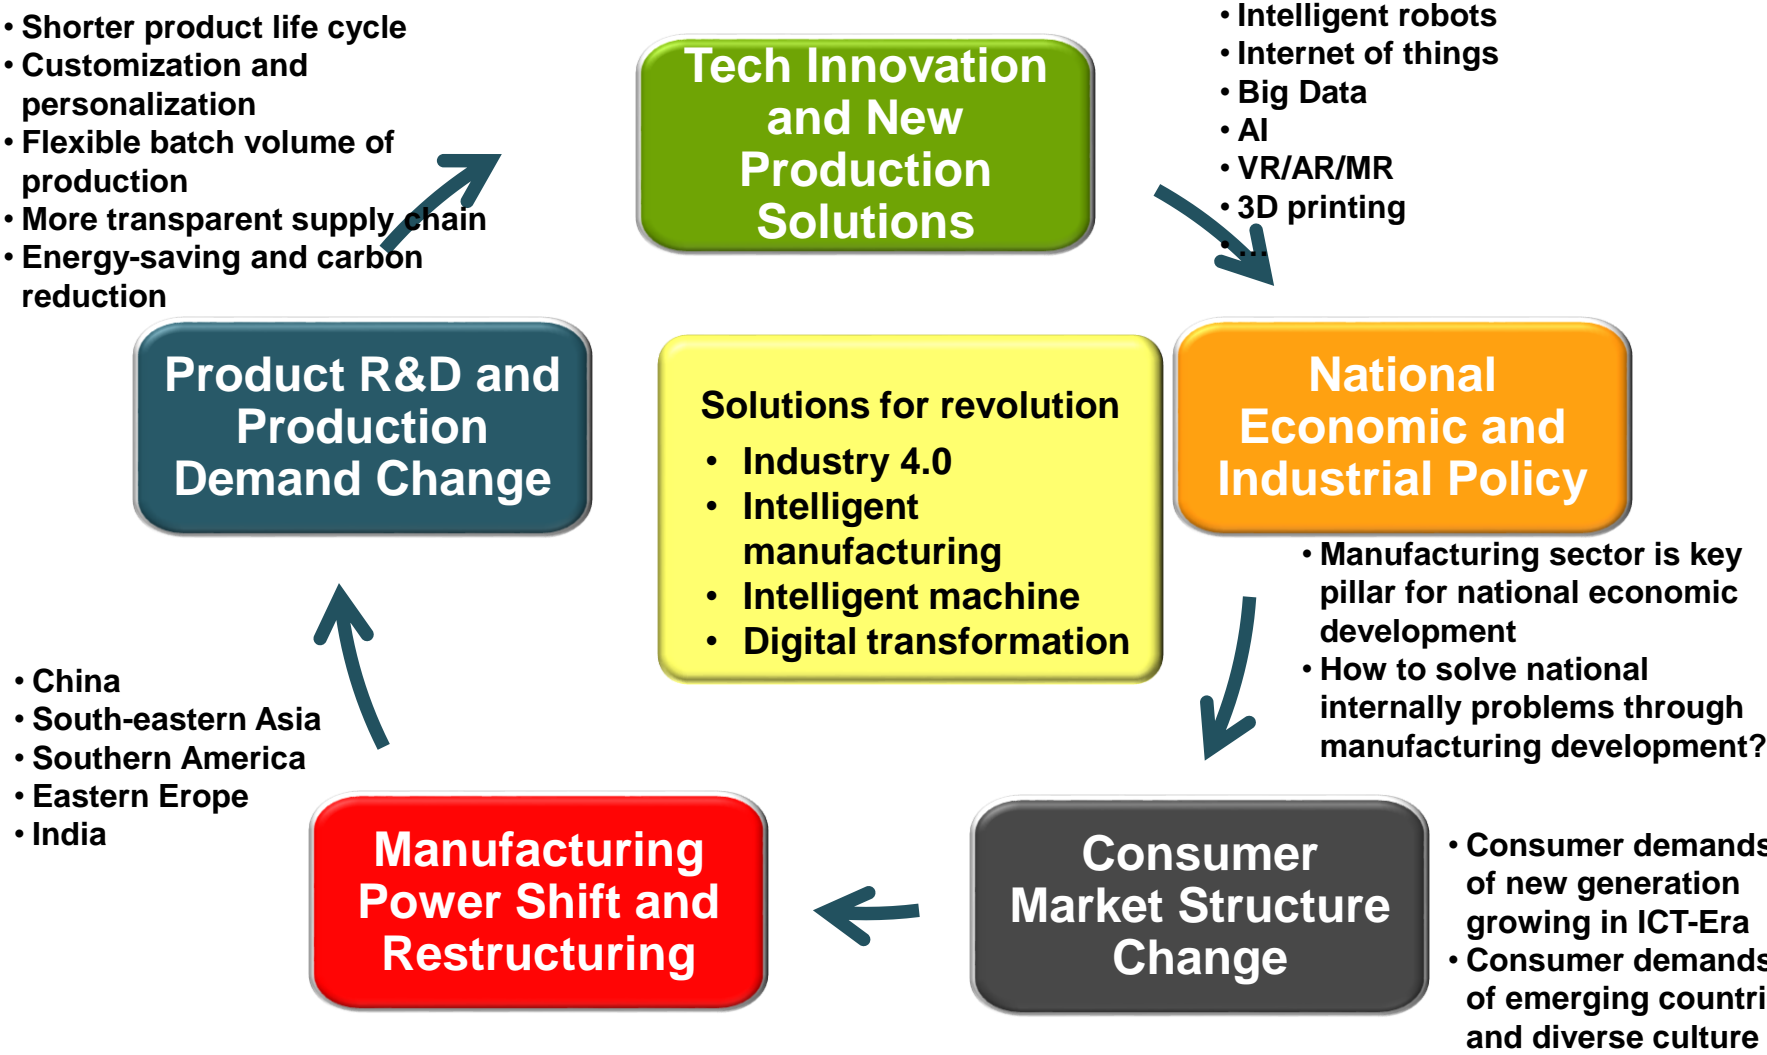 • Shorter product life cycle
• Customization and
personalization
• Flexible batch volume of
production
• More transparent supply chain
• Energy-saving and carbon
reduction
Tech Innovation
and New
Production
Solutions
• Intelligent robots
• Internet of things
• Big Data
• AI
• VR/AR/MR
• 3D printing
• ...
Product R&D and
Production
Demand Change
Solutions for revolution
• Industry 4.0
• Intelligent
manufacturing
• Intelligent machine
• Digital transformation
National
Economic and
Industrial Policy
• Manufacturing sector is key
pillar for national economic
development
• How to solve national
internally problems through
manufacturing development?
• China
• South-eastern Asia
• Southern America
• Eastern Erope
• India
Manufacturing
Power Shift and
Restructuring
Consumer
Market Structure
Change
• Consumer demands
of new generation
growing in ICT-Era
• Consumer demands
of emerging countri
and diverse culture